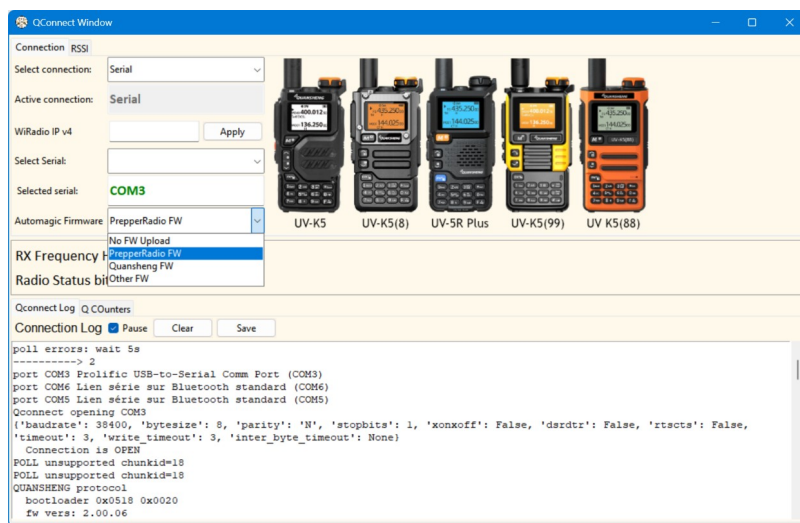 QConnect Window
Connection RSSI
Select connection: Serial
Active connection: Serial
WiRadio IP v4 Apply
Select Serial:
Selected serial: COM3
Automagic Firmware PrepperRadio FW
No FW Upload
PrepperRadio FW
Quansheng FW
Other FW
UV-K5 UV-K5(8) UV-5R Plus UV-K5(99) UV K5(88)
RX Frequency H
Radio Status bit
Qconnect Log Q COunters
Connection Log Pause Clear Save
poll errors: wait 5s
----------> 2
port COM3 Prolific USB-to-Serial Comm Port (COM3)
port COM6 Lien série sur Bluetooth standard (COM6)
port COM5 Lien série sur Bluetooth standard (COM5)
Qconnect opening COM3
{'baudrate': 38400, 'bytesize': 8, 'parity': 'N', 'stopbits': 1, 'xonxoff': False, 'dsrdtr': False, 'rtscts': False,
'timeout': 3, 'write_timeout': 3, 'inter_byte_timeout': None}
Connection is OPEN
POLL unsupported chunkid=18
POLL unsupported chunkid=18
QUANSHENG protocol
bootloader 0x0518 0x0020
fw vers: 2.00.06